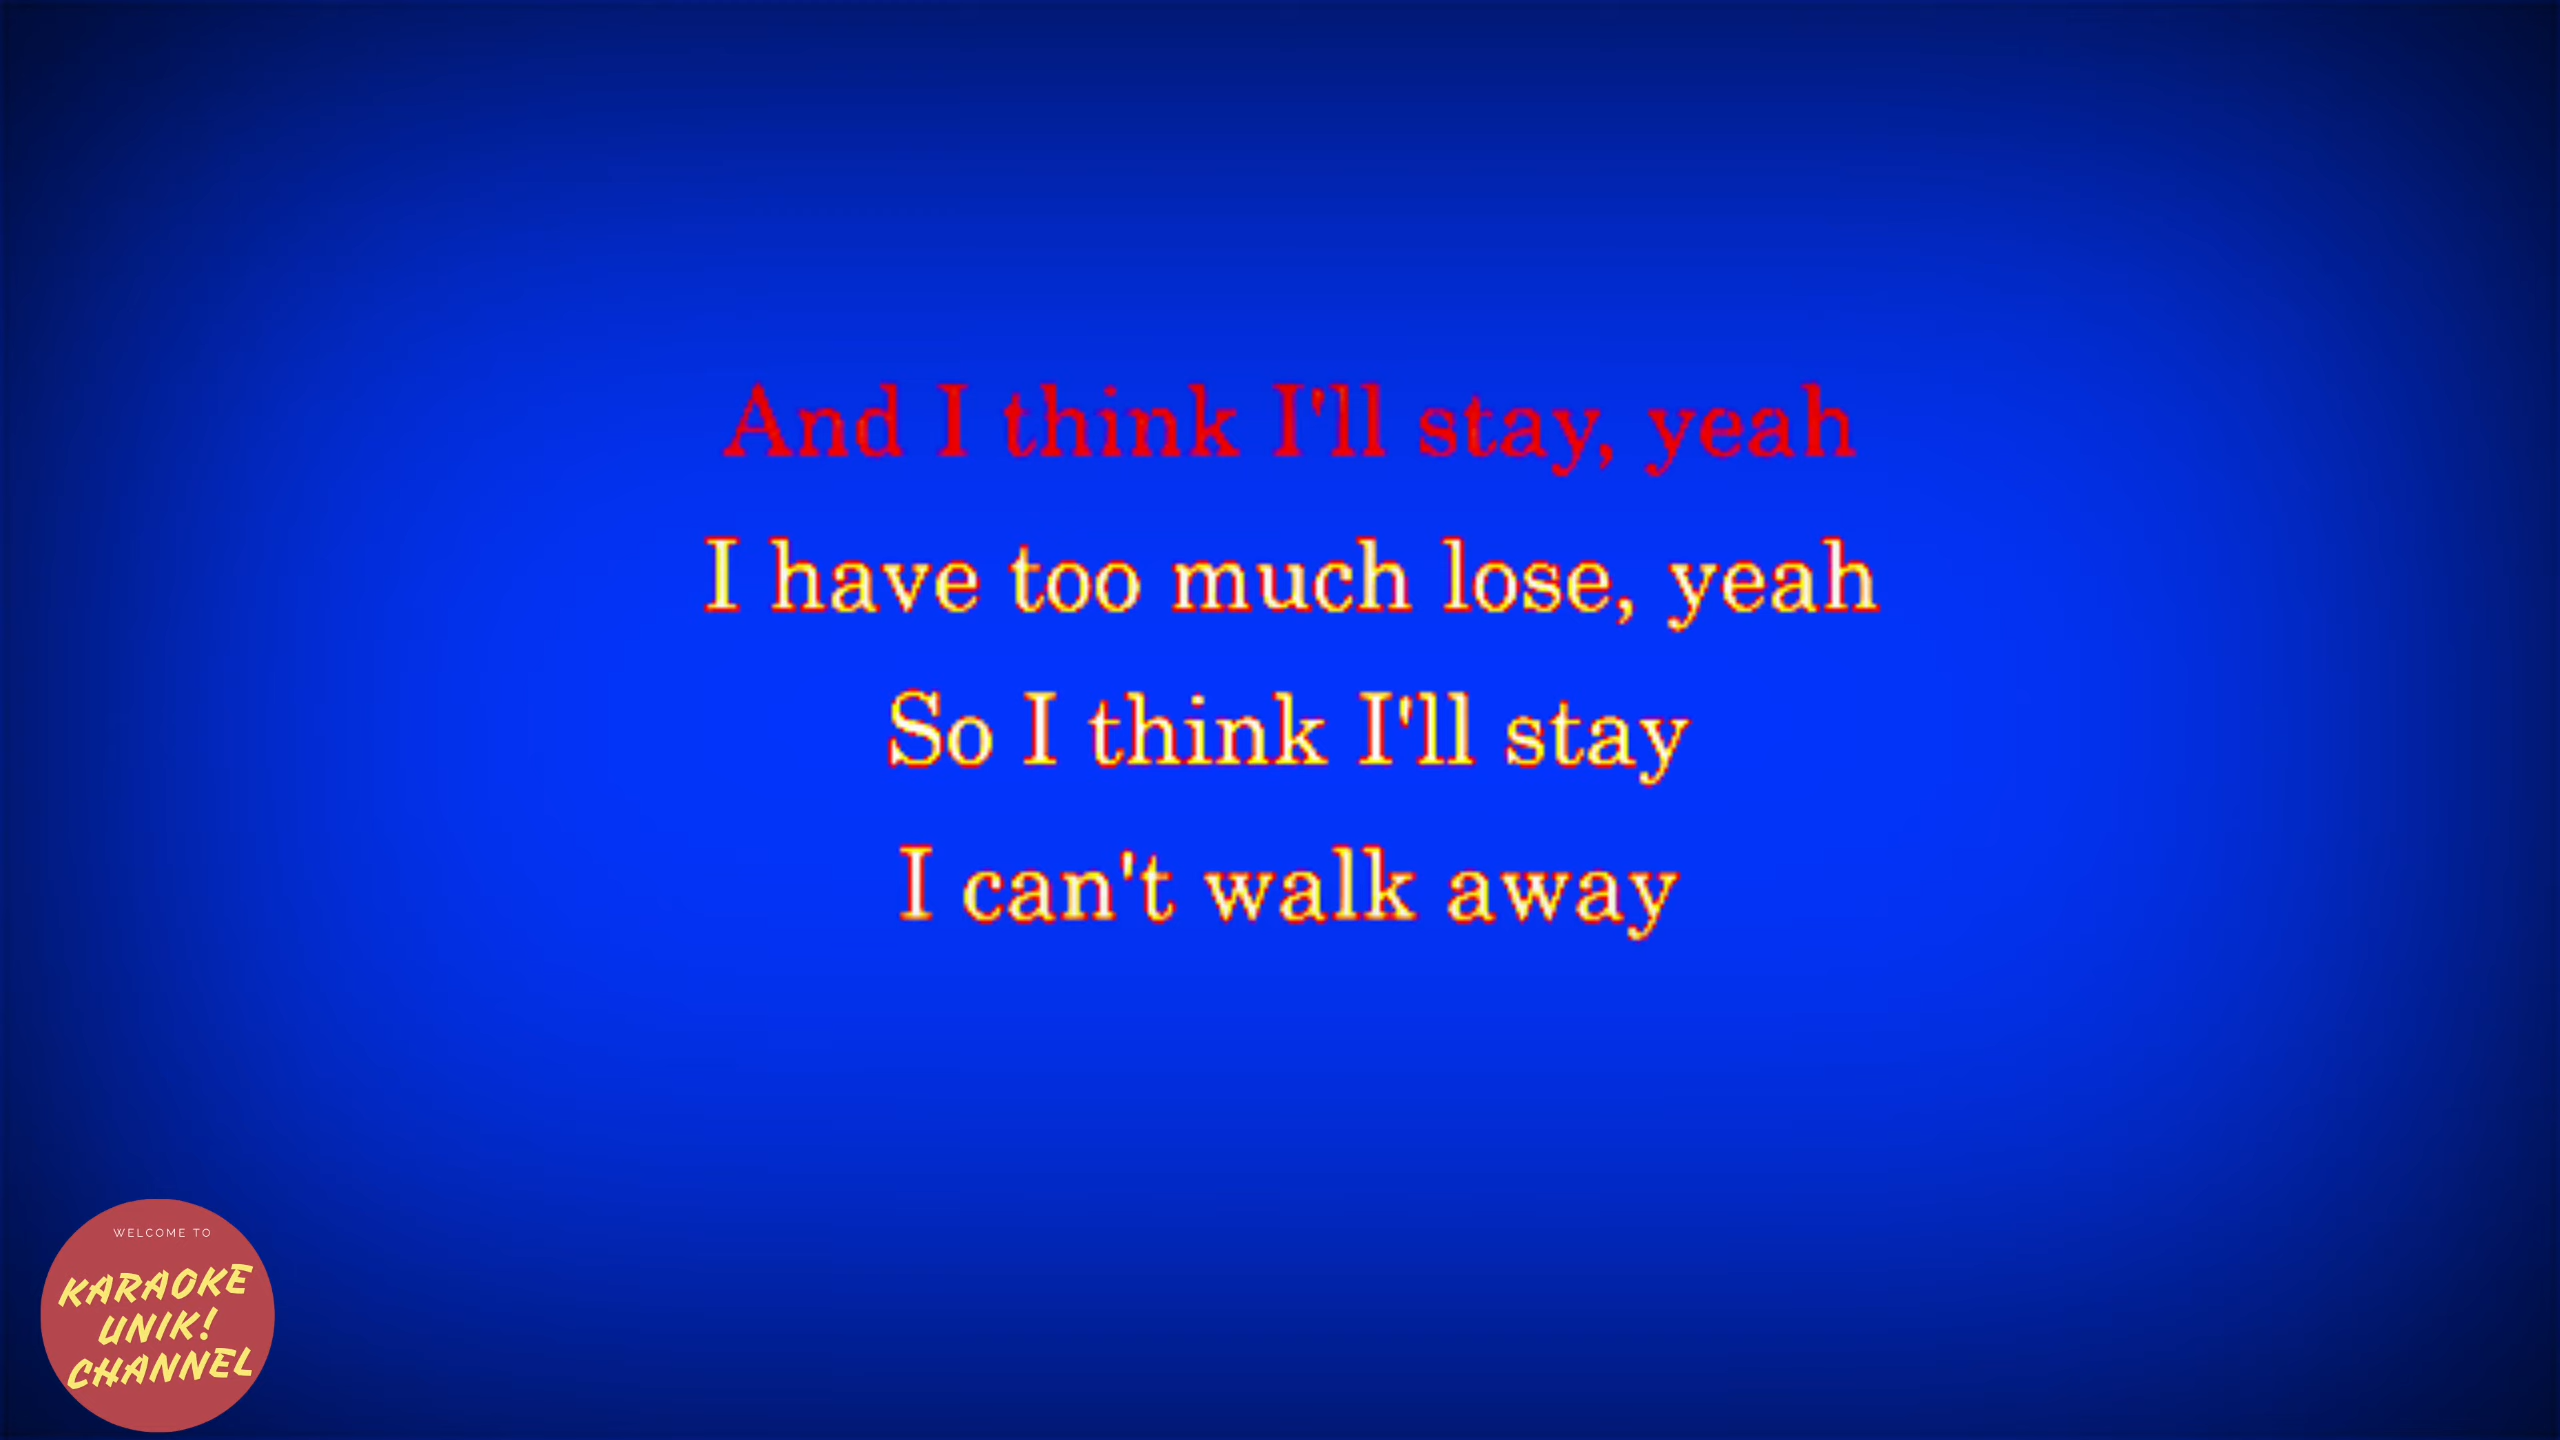 And I think I'll stay, yeah
I have too much lose, yeah
So I think I'll stay
I can't walk away
WELCOME TO
KARAOKE
UNIK!
CHANNEL